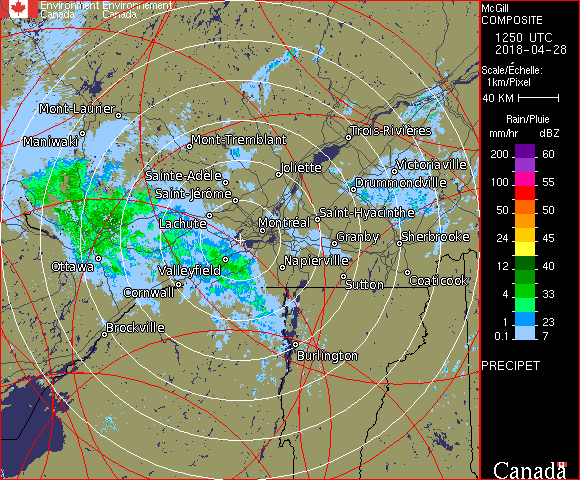 Environment Environnement
Canada Canada
McGill
COMPOSITE
1250 UTC
2018-04-28
Scale/Échelle:
1km/Pixel
40 KM
Rain/Pluie
mm/hr dBZ
200 60
100 55
50 50
24 45
12 40
4 33
1 23
0.1 7
PRECIPET
Canada
Mont-Laurier
Maniwaki
Mont-Tremblant
Trois-Rivières
Sainte-Adèle
Joliette
Victoriaville
Saint-Jérôme
Drummondville
Lachute
Montréal
Saint-Hyacinthe
Granby
Sherbrooke
Ottawa
Valleyfield
Napierville
Cornwall
Sutton
Coaticook
Brockville
Burlington